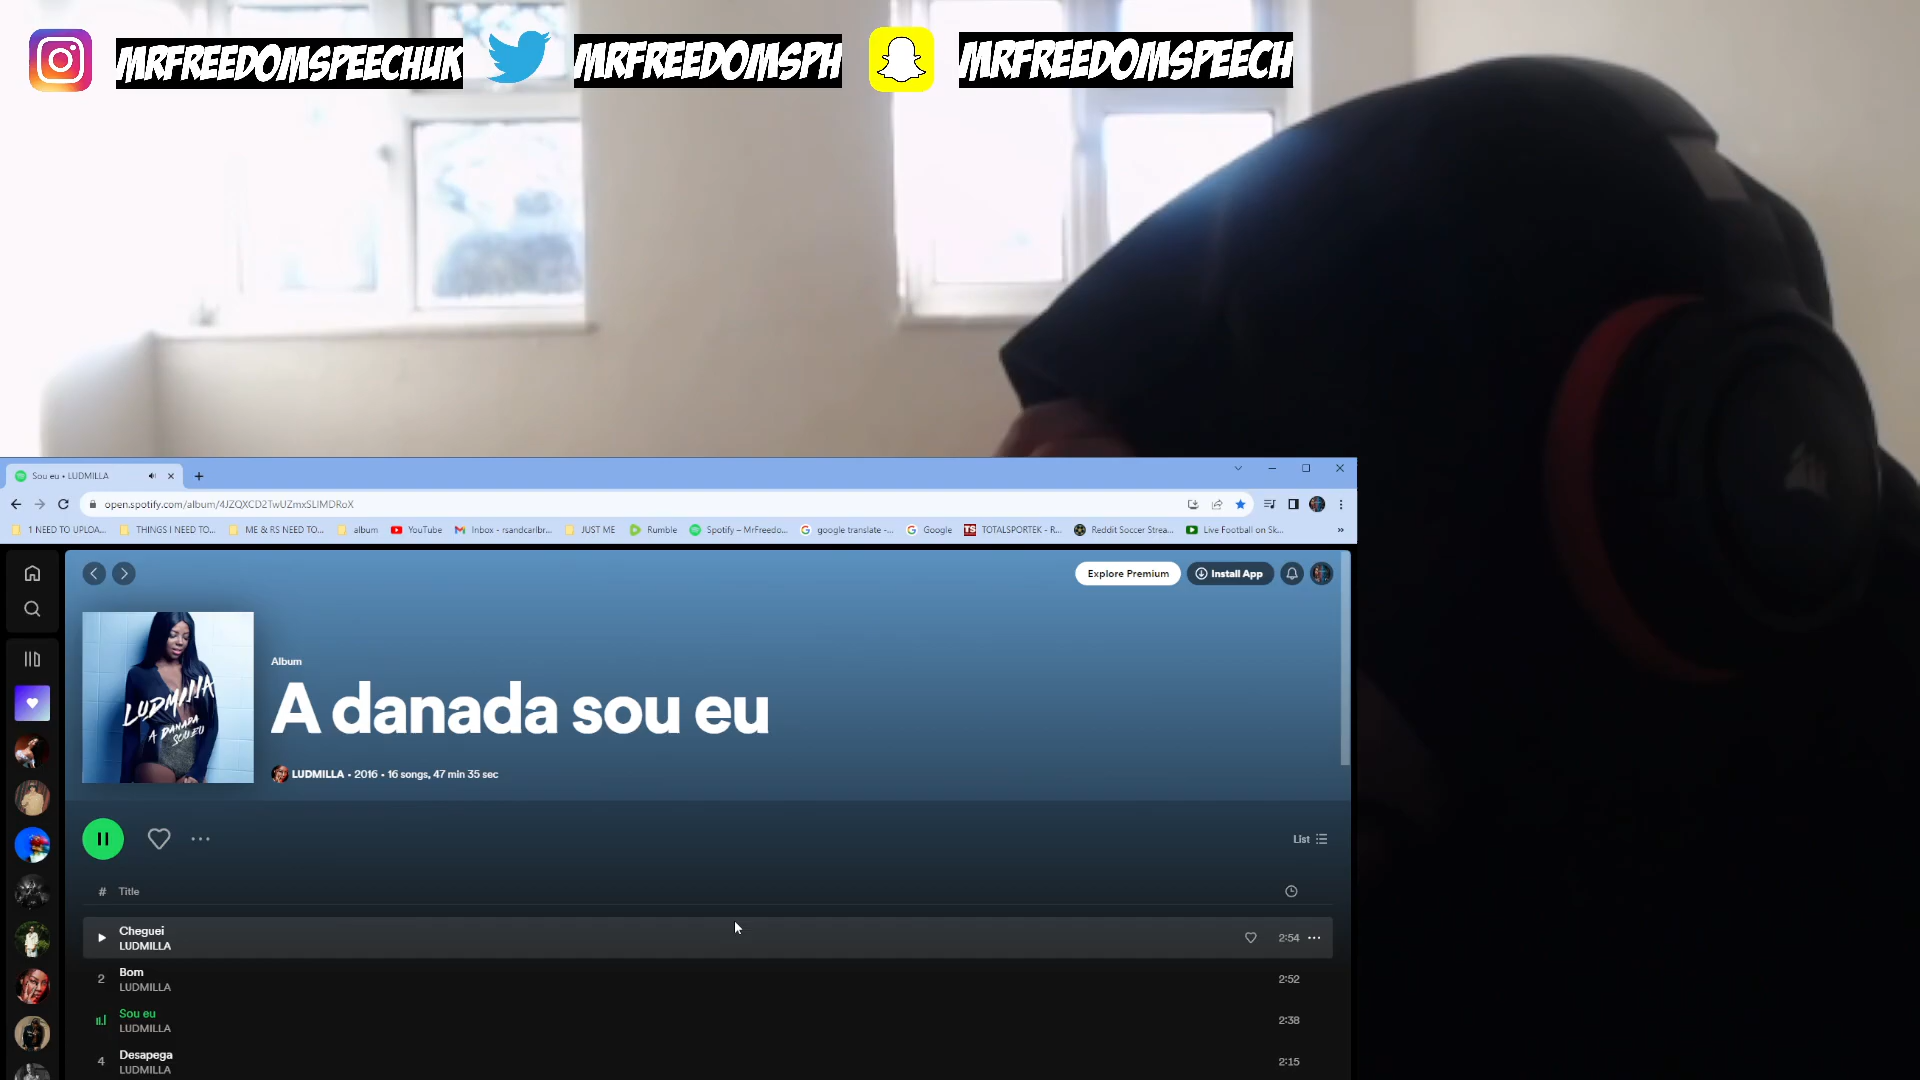 MRFREEDOMSPEECHUK MRFREEDOMSPH MRFREEDOMSPEECH
Sou eu • LUDMILLA
open.spotify.com/album/4JZQXCD2TwUZmxSLIMDRoX
1 NEED TO UPLOA... THINGS I NEED TO... ME & RS NEED TO... album YouTube Inbox - rsandcarlbr... JUST ME Rumble Spotify – MrFreedo... google translate -... Google TOTALSPORTEK - R... Reddit Soccer Strea... Live Football on Sk... »
Explore Premium Install App
LUDMILLA
A DANADA
SOU EU
Album
A danada sou eu
LUDMILLA • 2016 • 16 songs, 47 min 35 sec
List
# Title
Cheguei
LUDMILLA
2:54
2 Bom
LUDMILLA
2:52
Sou eu
LUDMILLA
2:38
4 Desapega
LUDMILLA
2:15